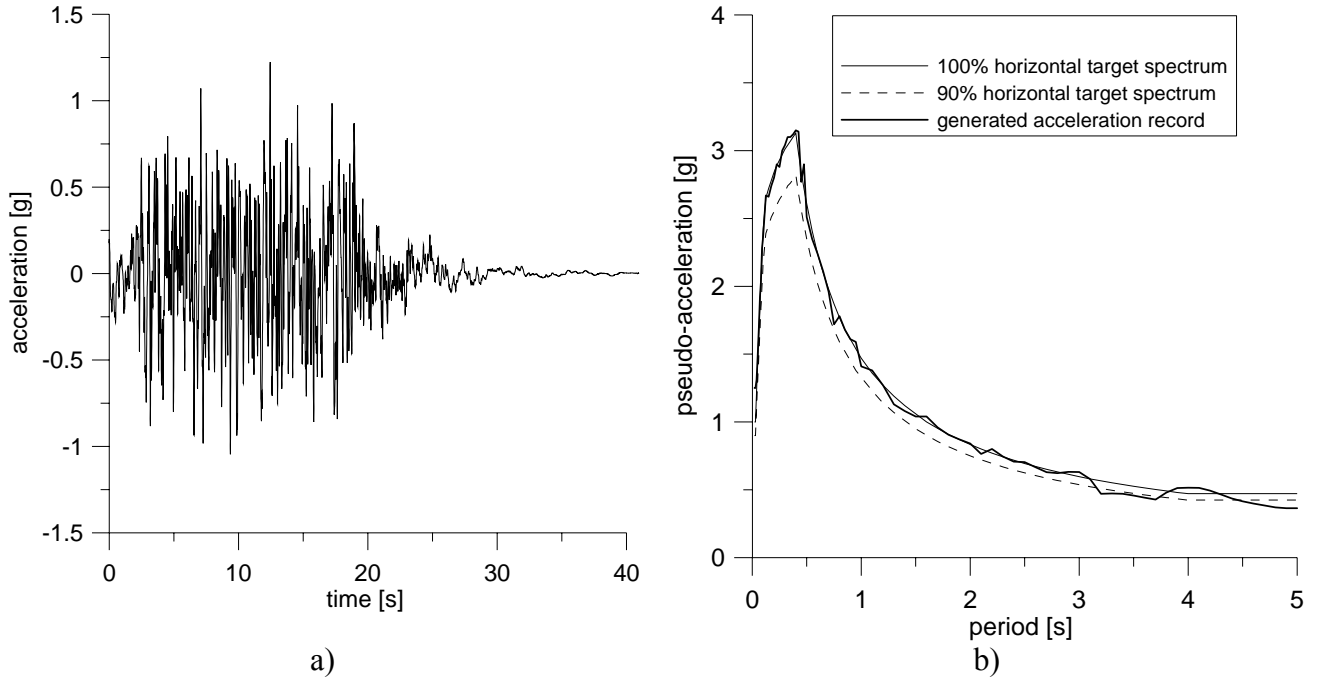 1.5
1
0.5
0
-0.5
-1
-1.5
acceleration [g]
0
10
20
30
40
time [s]
a)
4
3
2
1
0
pseudo-acceleration [g]
100% horizontal target spectrum
90% horizontal target spectrum
generated acceleration record
0
1
2
3
4
5
period [s]
b)